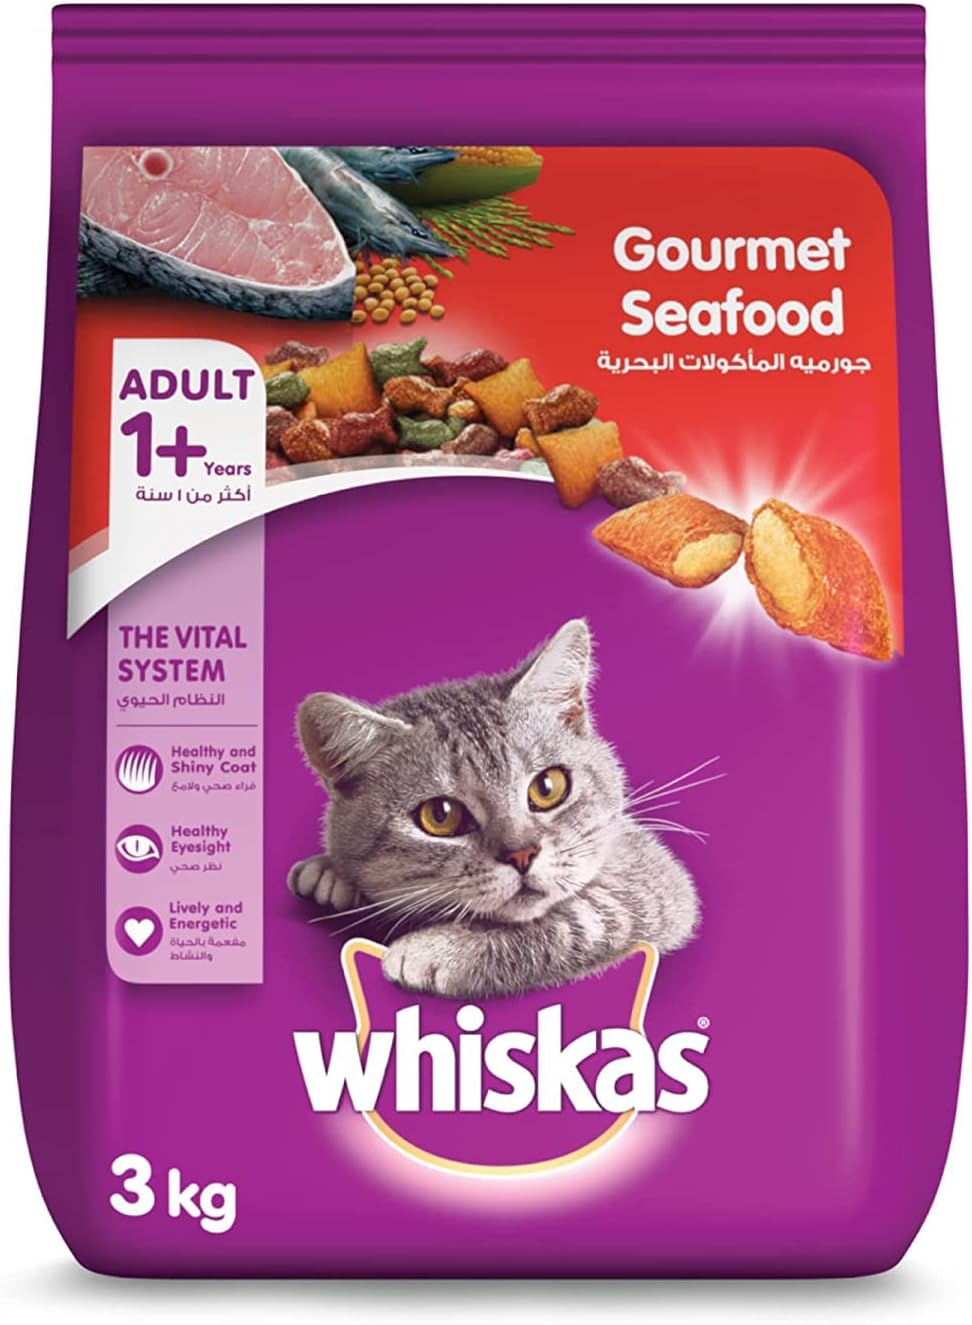 Gourmet
Seafood
جورميه المأكولات البحرية
ADULT
1+ Years
أكثر من ١ سنة
THE VITAL
SYSTEM
النظام الحيوي
Healthy and
Shiny Coat
فراء صحي ولامع
Healthy
Eyesight
نظر صحي
Lively and
Energetic
مفعمة بالحياة
والنشاط
whiskas®
3 kg